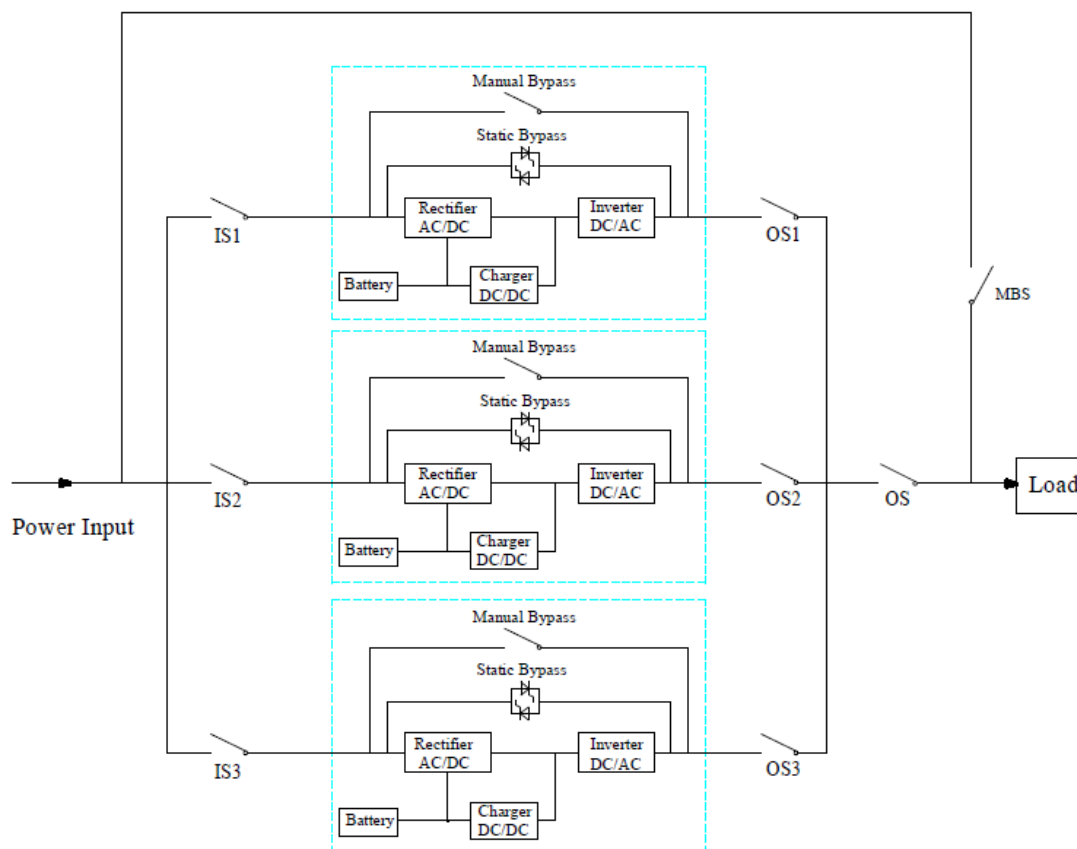 Manual Bypass
Static Bypass
Rectifier
AC/DC
Inverter
DC/AC
IS1
OS1
Battery
Charger
DC/DC
MBS
Manual Bypass
Static Bypass
Rectifier
AC/DC
Inverter
DC/AC
IS2
OS2
OS
Load
Power Input
Battery
Charger
DC/DC
Manual Bypass
Static Bypass
Rectifier
AC/DC
Inverter
DC/AC
IS3
OS3
Battery
Charger
DC/DC